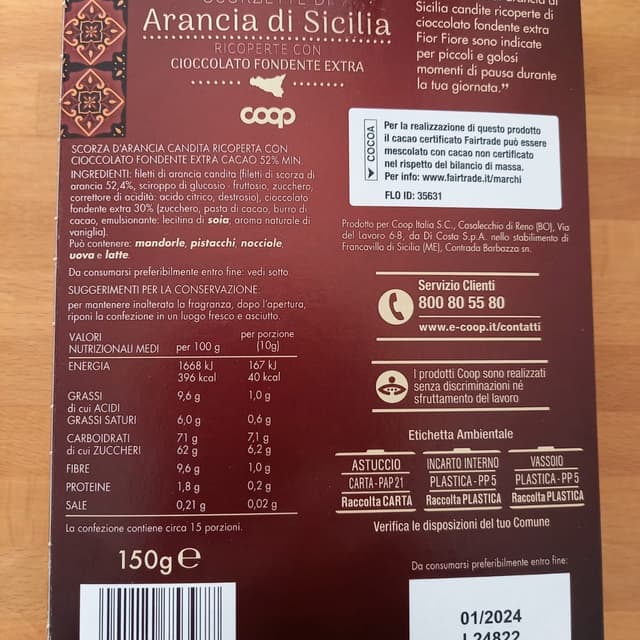 Arancia di Sicilia
RICOPERTE CON
CIOCCOLATO FONDENTE EXTRA
coop
SCORZA D'ARANCIA CANDITA RICOPERTA CON
CIOCCOLATO FONDENTE EXTRA CACAO 52% MIN.
INGREDIENTI: filetti di arancia candita (filetti di scorza di
arancia 52,4%, sciroppo di glucosio - fruttosio, zucchero,
correttore di acidità: acido citrico, destrosio), cioccolato
fondente extra 30% (zucchero, pasta di cacao, burro di
cacao, emulsionante: lecitina di soia; aroma naturale di
vaniglia).
Può contenere: mandorle, pistacchi, nocciole,
uova e latte.
Da consumarsi preferibilmente entro fine: vedi sotto.
SUGGERIMENTI PER LA CONSERVAZIONE:
per mantenere inalterata la fragranza, dopo l'apertura,
riponi la confezione in un luogo fresco e asciutto.
VALORI
NUTRIZIONALI MEDI per 100 g per porzione (10g)
ENERGIA 1668 kJ 167 kJ
396 kcal 40 kcal
GRASSI 9,6 g 1,0 g
di cui ACIDI
GRASSI SATURI 6,0 g 0,6 g
CARBOIDRATI 71 g 7,1 g
di cui ZUCCHERI 62 g 6,2 g
FIBRE 9,6 g 1,0 g
PROTEINE 1,8 g 0,2 g
SALE 0,21 g 0,02 g
La confezione contiene circa 15 porzioni.
150g e
Sicilia candite ricoperte di
cioccolato fondente extra
Fior Fiore sono indicate
per piccoli e golosi
momenti di pausa durante
la tua giornata.”
COCOA
Per la realizzazione di questo prodotto
il cacao certificato Fairtrade può essere
mescolato con cacao non certificato
nel rispetto del bilancio di massa.
Per info: www.fairtrade.it/marchi
FLO ID: 35631
Prodotto per Coop Italia S.C., Casalecchio di Reno (BO), Via
del Lavoro 6-8, da Di Costa S.p.A. nello stabilimento di
Francavilla di Sicilia (ME), Contrada Barbazza sn.
Servizio Clienti
800 80 55 80
www.e-coop.it/contatti
I prodotti Coop sono realizzati
senza discriminazioni né
sfruttamento del lavoro
Etichetta Ambientale
ASTUCCIO INCARTO INTERNO VASSOIO
CARTA - PAP 21 PLASTICA - PP 5 PLASTICA - PP 5
Raccolta CARTA Raccolta PLASTICA Raccolta PLASTICA
Verifica le disposizioni del tuo Comune
Da consumarsi preferibilmente entro fine:
01/2024
L24822